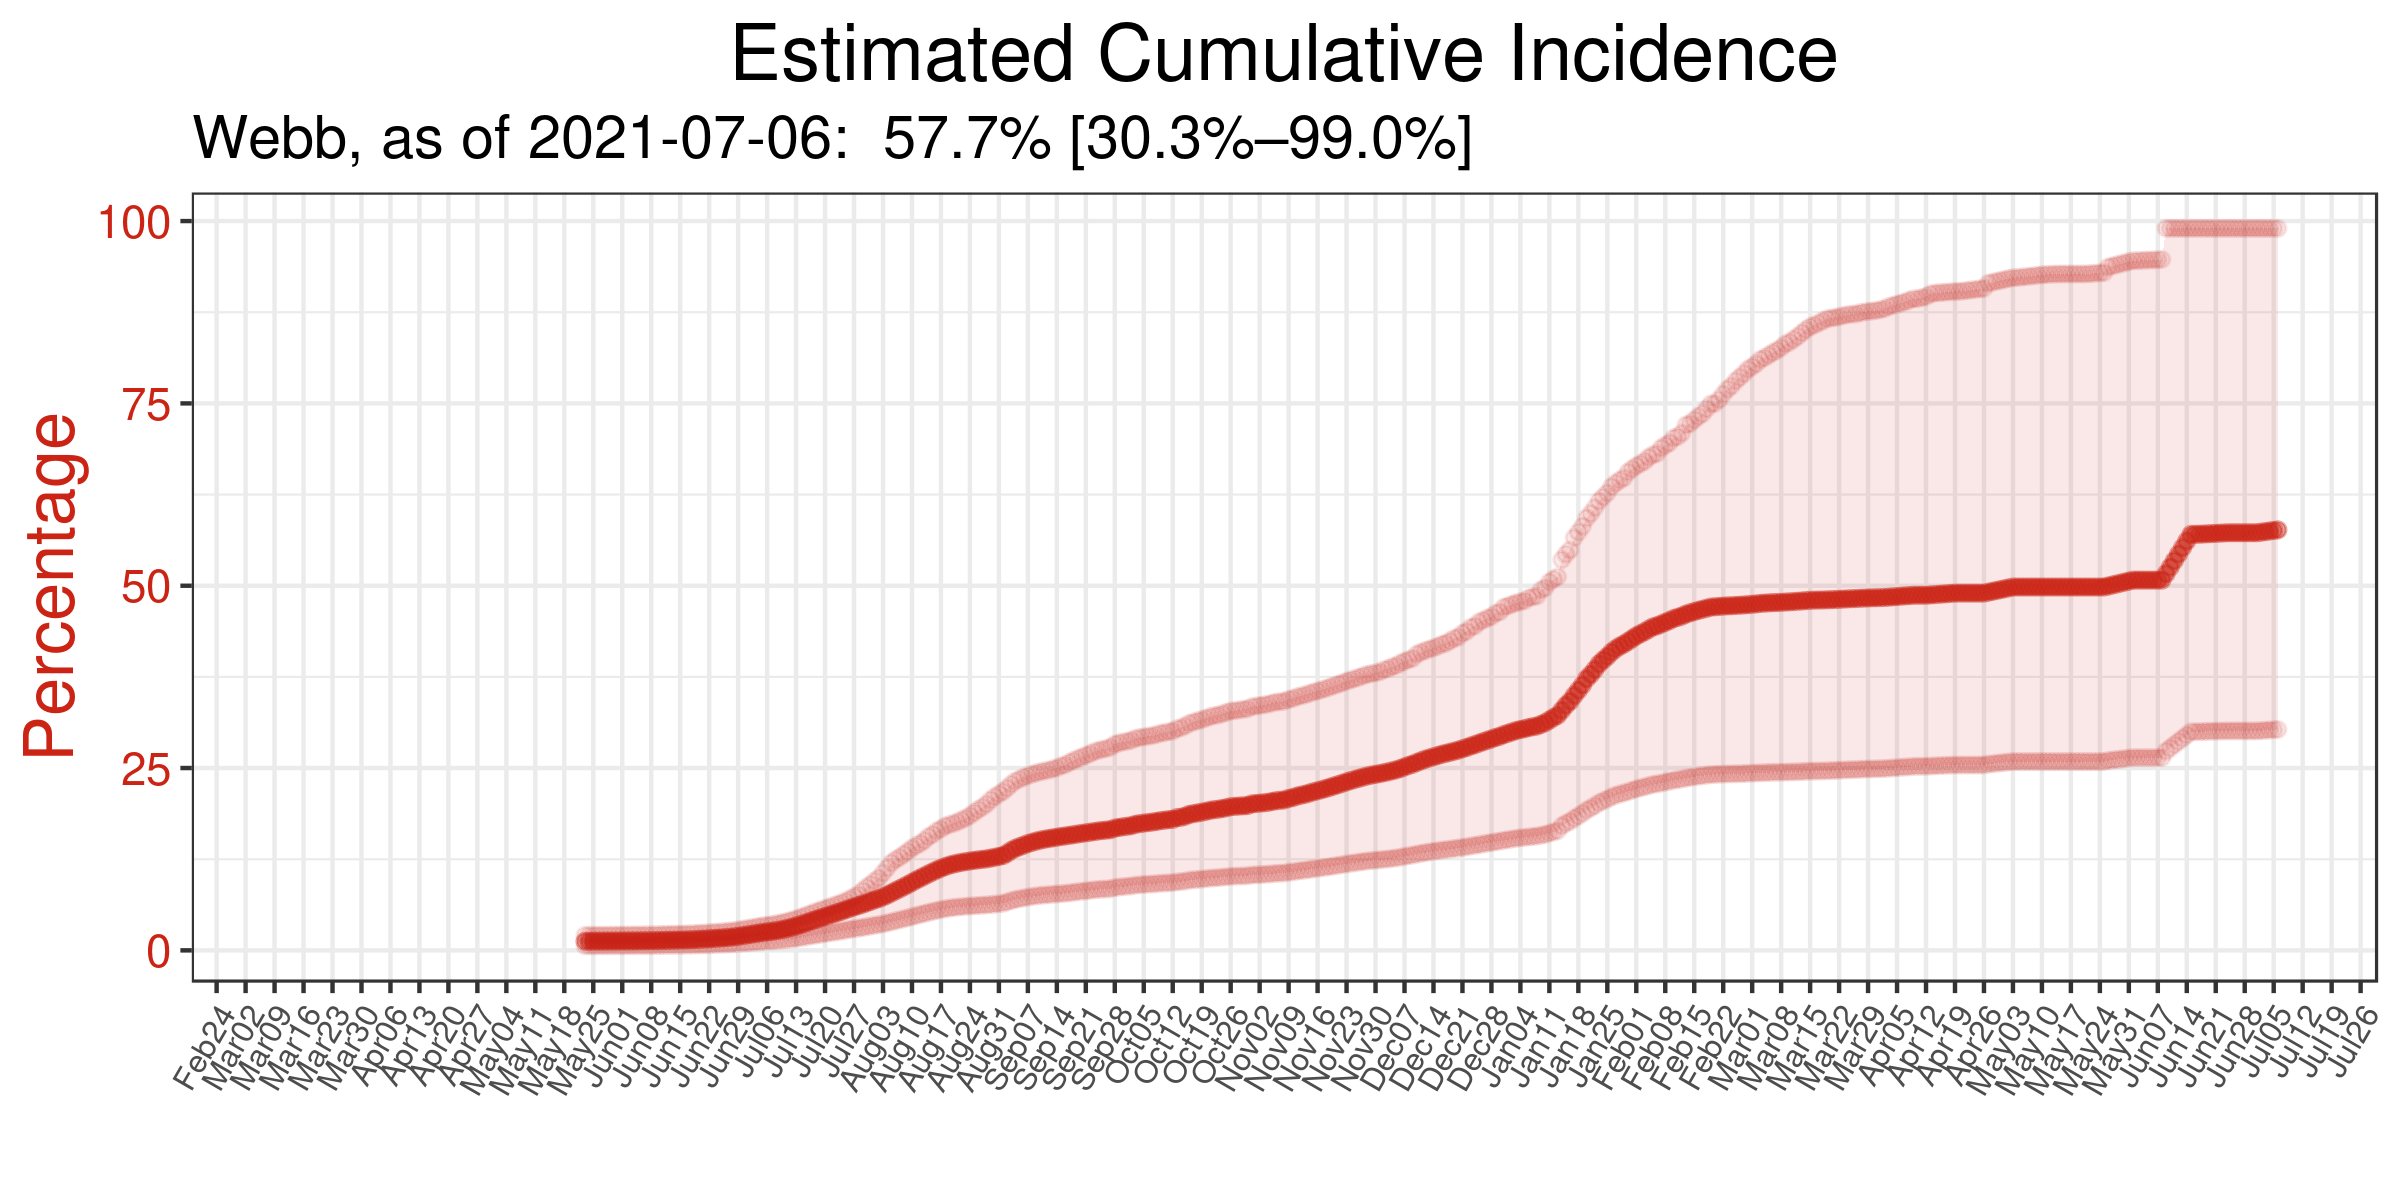 Estimated Cumulative Incidence
Webb, as of 2021-07-06:  57.7% [30.3%–99.0%]
Percentage
100
75
50
25
0
Feb24
Mar02
Mar09
Mar16
Mar23
Mar30
Apr06
Apr13
Apr20
Apr27
May04
May11
May18
May25
Jun01
Jun08
Jun15
Jun22
Jun29
Jul06
Jul13
Jul20
Jul27
Aug03
Aug10
Aug17
Aug24
Aug31
Sep07
Sep14
Sep21
Sep28
Oct05
Oct12
Oct19
Oct26
Nov02
Nov09
Nov16
Nov23
Nov30
Dec07
Dec14
Dec21
Dec28
Jan04
Jan11
Jan18
Jan25
Feb01
Feb08
Feb15
Feb22
Mar01
Mar08
Mar15
Mar22
Mar29
Apr05
Apr12
Apr19
Apr26
May03
May10
May17
May24
May31
Jun07
Jun14
Jun21
Jun28
Jul05
Jul12
Jul19
Jul26